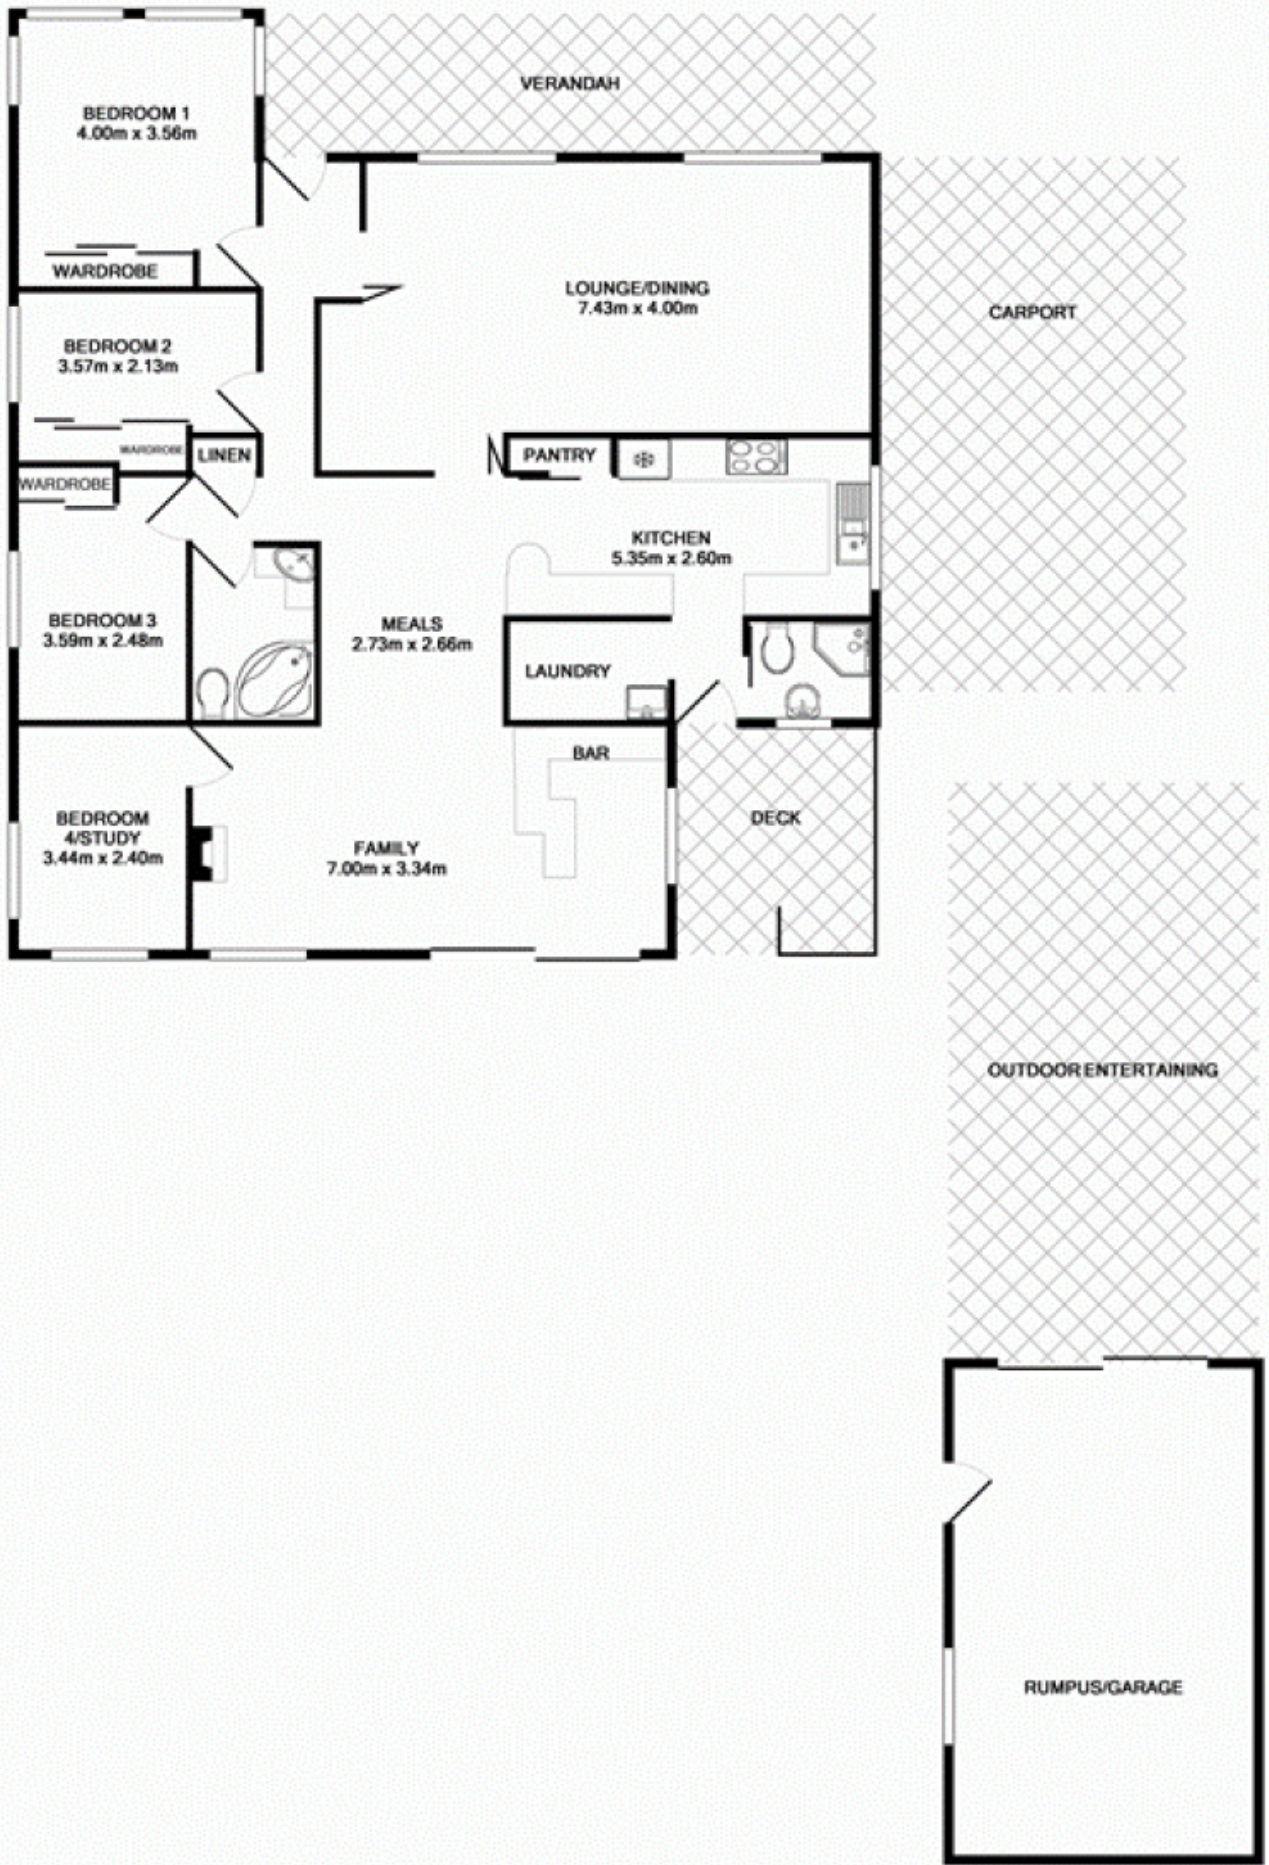 VERANDAH
BEDROOM 1
4.00m x 3.56m
WARDROBE
LOUNGE/DINING
7.43m x 4.00m
CARPORT
BEDROOM 2
3.57m x 2.13m
WARDROBE
LINEN
PANTRY
WARDROBE
KITCHEN
5.35m x 2.60m
BEDROOM 3
3.59m x 2.48m
MEALS
2.73m x 2.66m
LAUNDRY
BAR
BEDROOM
4/STUDY
3.44m x 2.40m
FAMILY
7.00m x 3.34m
DECK
OUTDOOR ENTERTAINING
RUMPUS/GARAGE